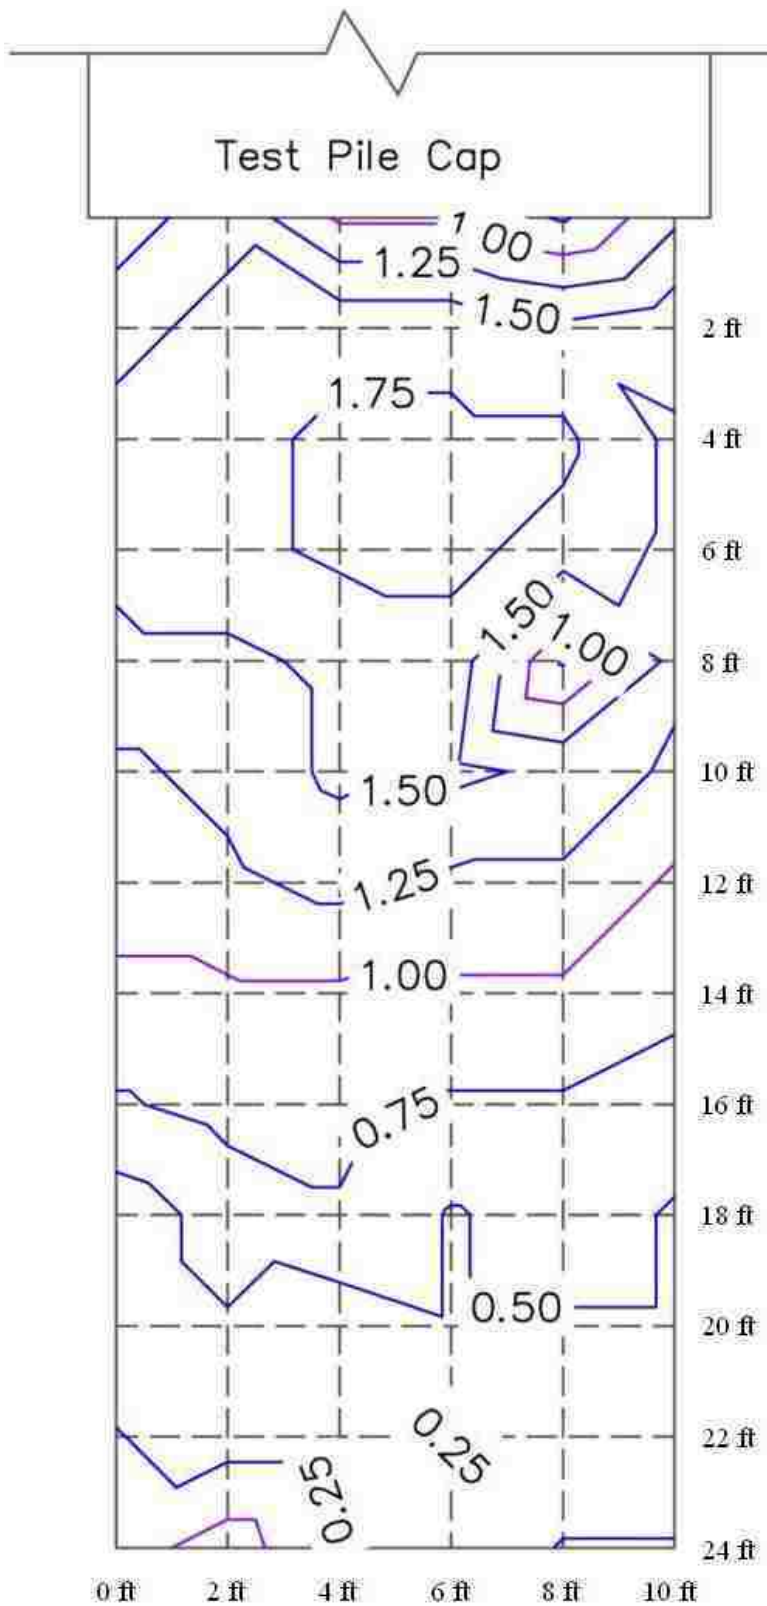 Test Pile Cap
1.00
1.25
1.50
2 ft
1.75
4 ft
6 ft
1.50
1.00
8 ft
10 ft
1.50
1.25
12 ft
1.00
14 ft
0.75
16 ft
18 ft
0.50
20 ft
0.25
22 ft
0.25
24 ft
0 ft 2 ft 4 ft 6 ft 8 ft 10 ft